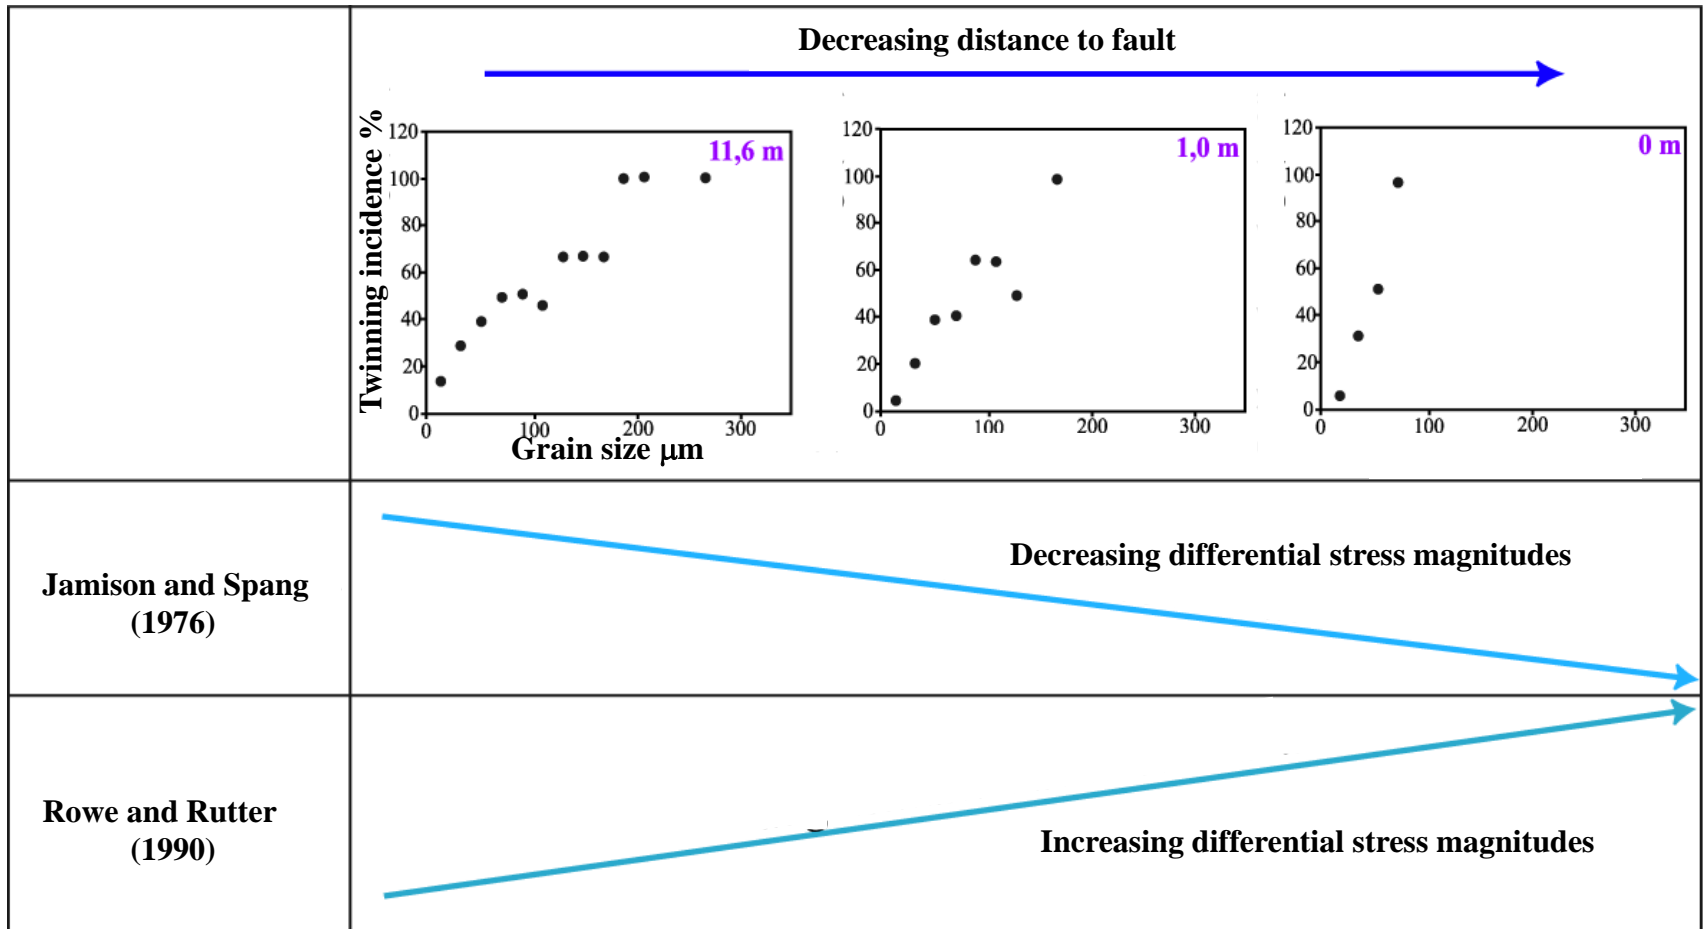 Decreasing distance to fault
Twinning incidence %
120
100
80
60
40
20
0
11,6 m
0 100 200 300
Grain size μm
120
100
80
60
40
20
0
1,0 m
0 100 200 300
120
100
80
60
40
20
0
0 m
0 100 200 300
Jamison and Spang
(1976)
Decreasing differential stress magnitudes
Rowe and Rutter
(1990)
Increasing differential stress magnitudes